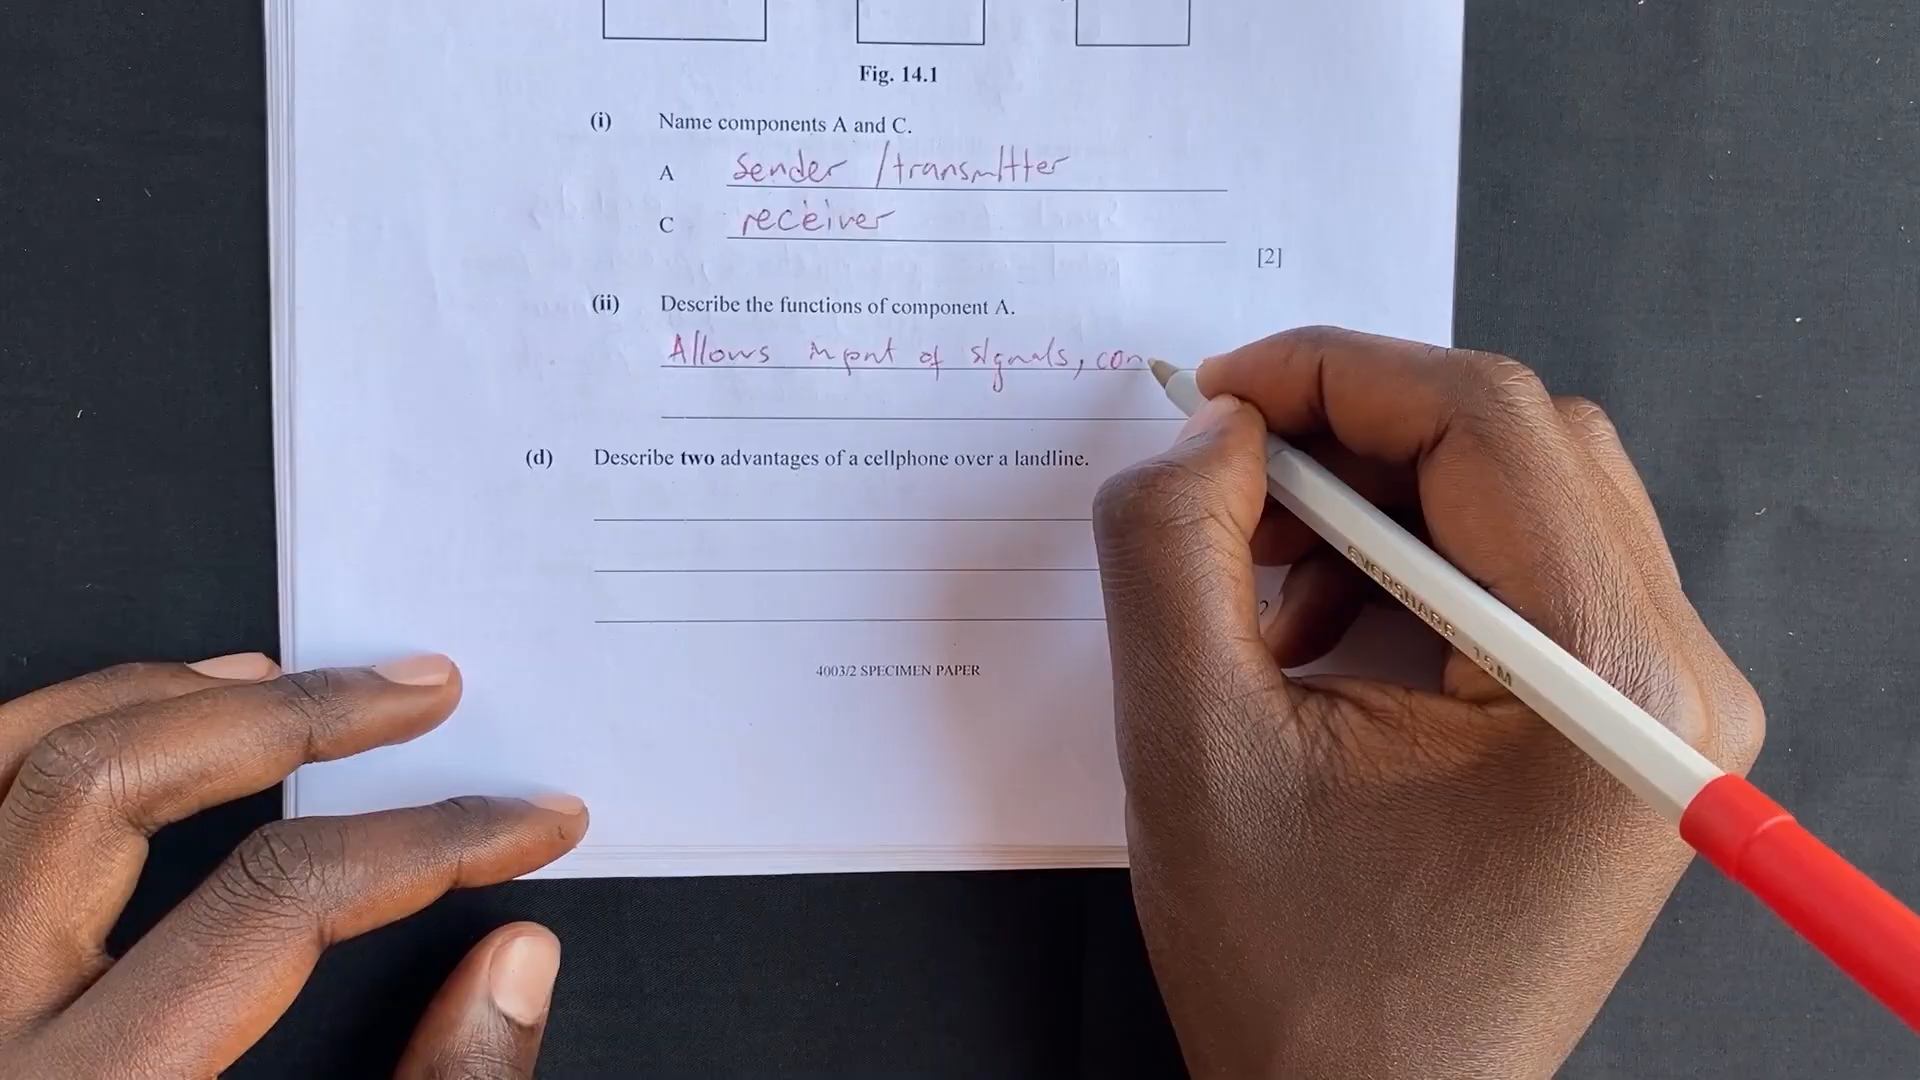 Fig. 14.1
(i) Name components A and C.
A sender / transmitter
C receiver
[2]
(ii) Describe the functions of component A.
Allows input of signals, con
(d) Describe two advantages of a cellphone over a landline.
4003/2 SPECIMEN PAPER
EVERSHARP 15M